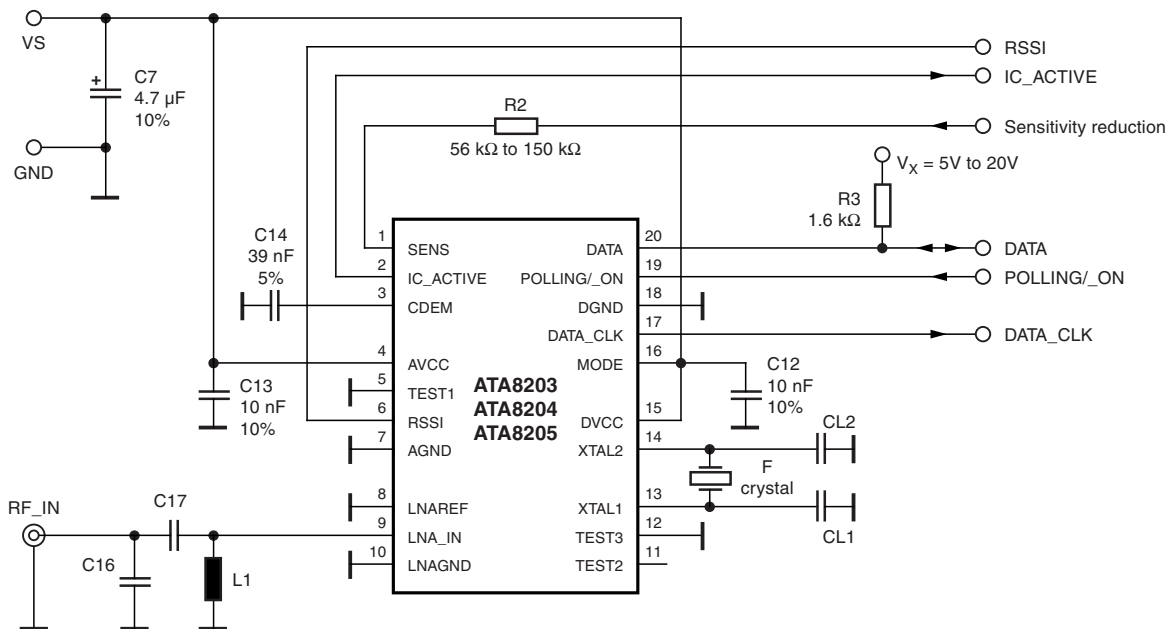 VS
C7
4.7 µF
10%
GND
RSSI
IC_ACTIVE
R2
56 kΩ to 150 kΩ
Sensitivity reduction
VX = 5V to 20V
R3
1.6 kΩ
C14
39 nF
5%
1
SENS
2
IC_ACTIVE
3
CDEM
4
AVCC
5
TEST1
6
RSSI
7
AGND
8
LNAREF
9
LNA_IN
10
LNAGND
ATA8203
ATA8204
ATA8205
DATA
20
POLLING/_ON
19
DGND
18
DATA_CLK
17
MODE
16
DVCC
15
XTAL2
14
XTAL1
13
TEST3
12
TEST2
11
DATA
POLLING/_ON
DATA_CLK
C13
10 nF
10%
C12
10 nF
10%
CL2
F
crystal
CL1
RF_IN
C17
C16
L1